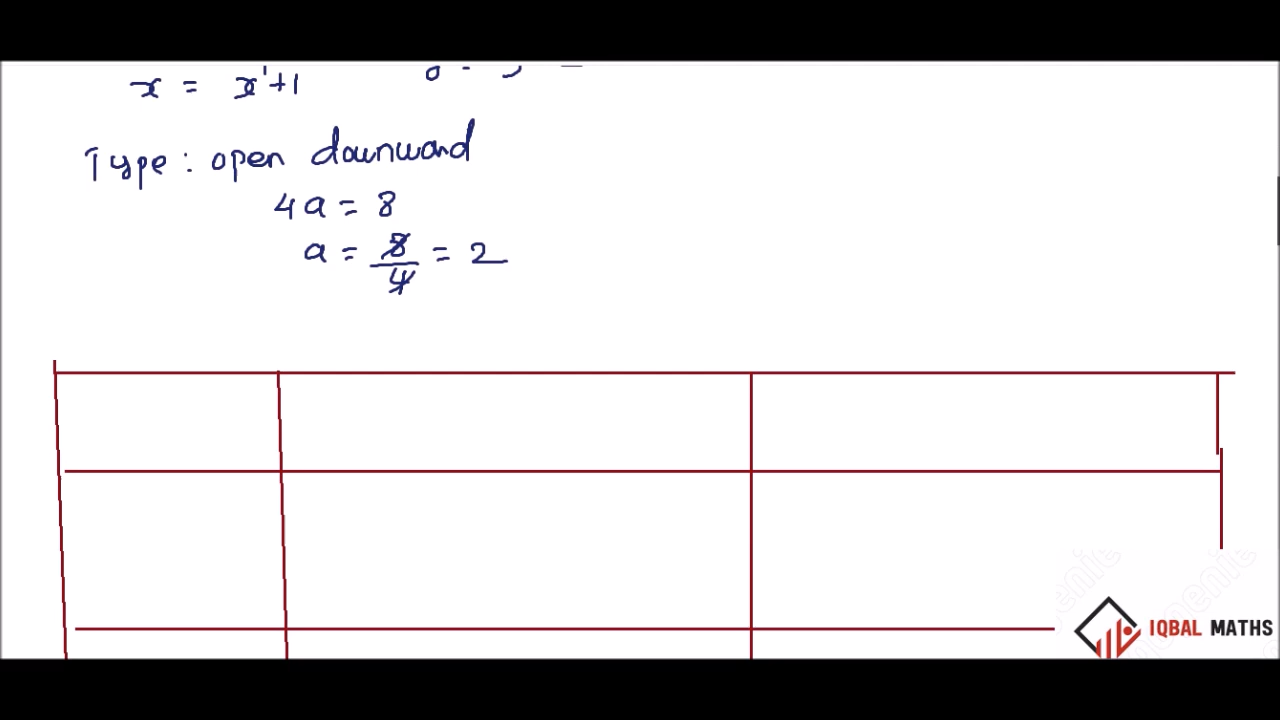 x = x'+1
Type : open downward
4a = 8
a = 8/4 = 2
IQBAL MATHS